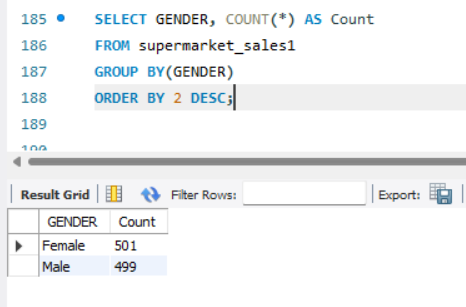 185 SELECT GENDER, COUNT(*) AS Count
186 FROM supermarket_sales1
187 GROUP BY(GENDER)
188 ORDER BY 2 DESC;
189
Result Grid Filter Rows: Export:
GENDER Count
Female 501
Male 499